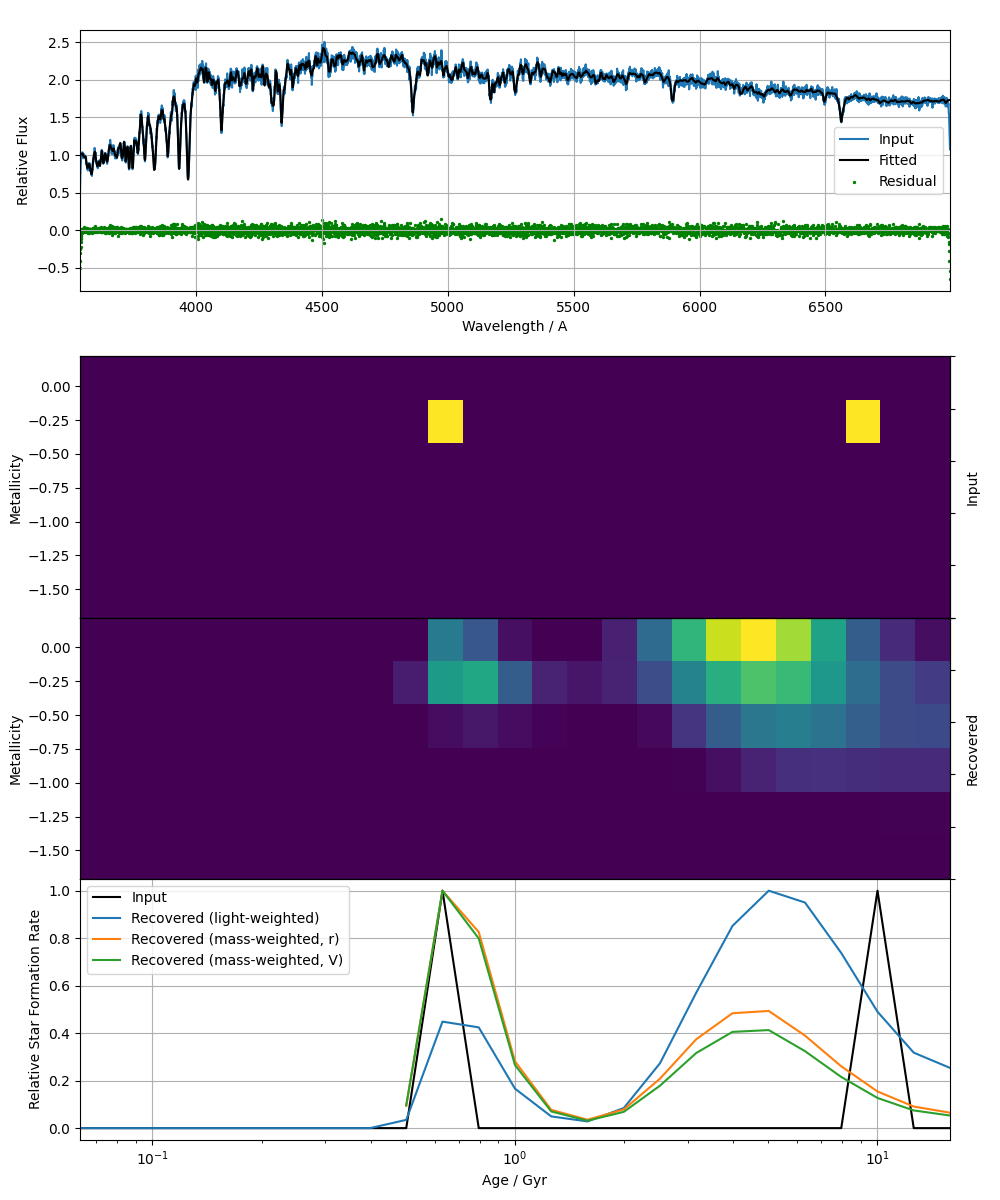 2.5
2.0
1.5
1.0
0.5
0.0
−0.5
Relative Flux
Input
Fitted
Residual
4000
4500
5000
5500
6000
6500
Wavelength / A
0.00
−0.25
−0.50
−0.75
−1.00
−1.25
−1.50
Metallicity
Input
0.00
−0.25
−0.50
−0.75
−1.00
−1.25
−1.50
Metallicity
Recovered
1.0
0.8
0.6
0.4
0.2
0.0
Relative Star Formation Rate
Input
Recovered (light-weighted)
Recovered (mass-weighted, r)
Recovered (mass-weighted, V)
10⁻¹
10⁰
10¹
Age / Gyr